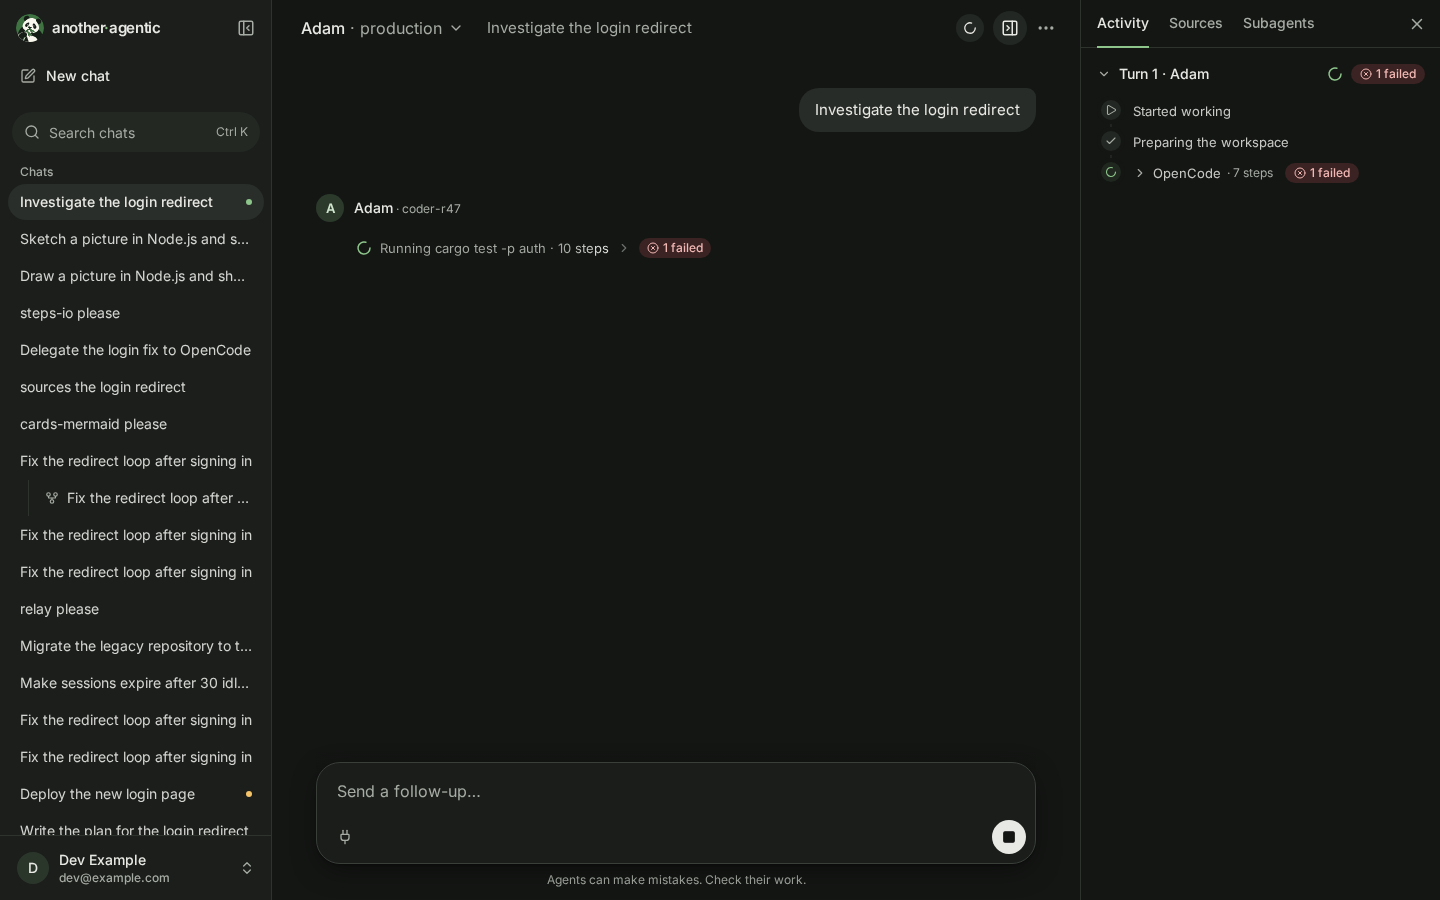 another-agentic
New chat
Search chats Ctrl K
Chats
Investigate the login redirect
Sketch a picture in Node.js and s...
Draw a picture in Node.js and sh...
steps-io please
Delegate the login fix to OpenCode
sources the login redirect
cards-mermaid please
Fix the redirect loop after signing in
Fix the redirect loop after ...
Fix the redirect loop after signing in
Fix the redirect loop after signing in
relay please
Migrate the legacy repository to t...
Make sessions expire after 30 idl...
Fix the redirect loop after signing in
Fix the redirect loop after signing in
Deploy the new login page
Write the plan for the login redirect
D
Dev Example
dev@example.com
Adam · production Investigate the login redirect
Investigate the login redirect
A Adam · coder-r47
Running cargo test -p auth · 10 steps 1 failed
Send a follow-up...
Agents can make mistakes. Check their work.
Activity Sources Subagents
Turn 1 · Adam 1 failed
Started working
Preparing the workspace
OpenCode · 7 steps 1 failed